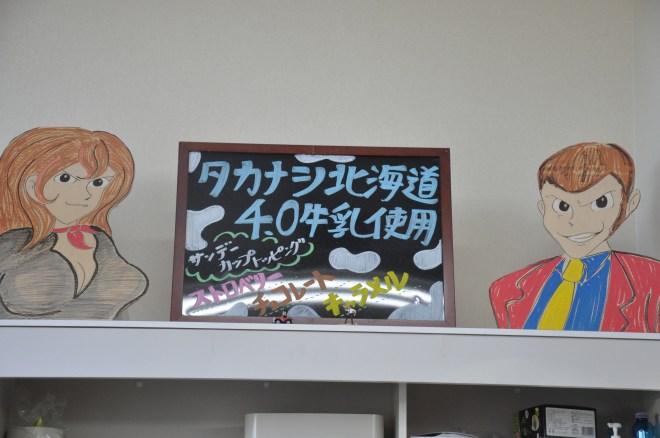 タカナシ北海道
4.0牛乳使用
サンデー
カップトッピング
ストロベリー
チョコレート
キャラメル